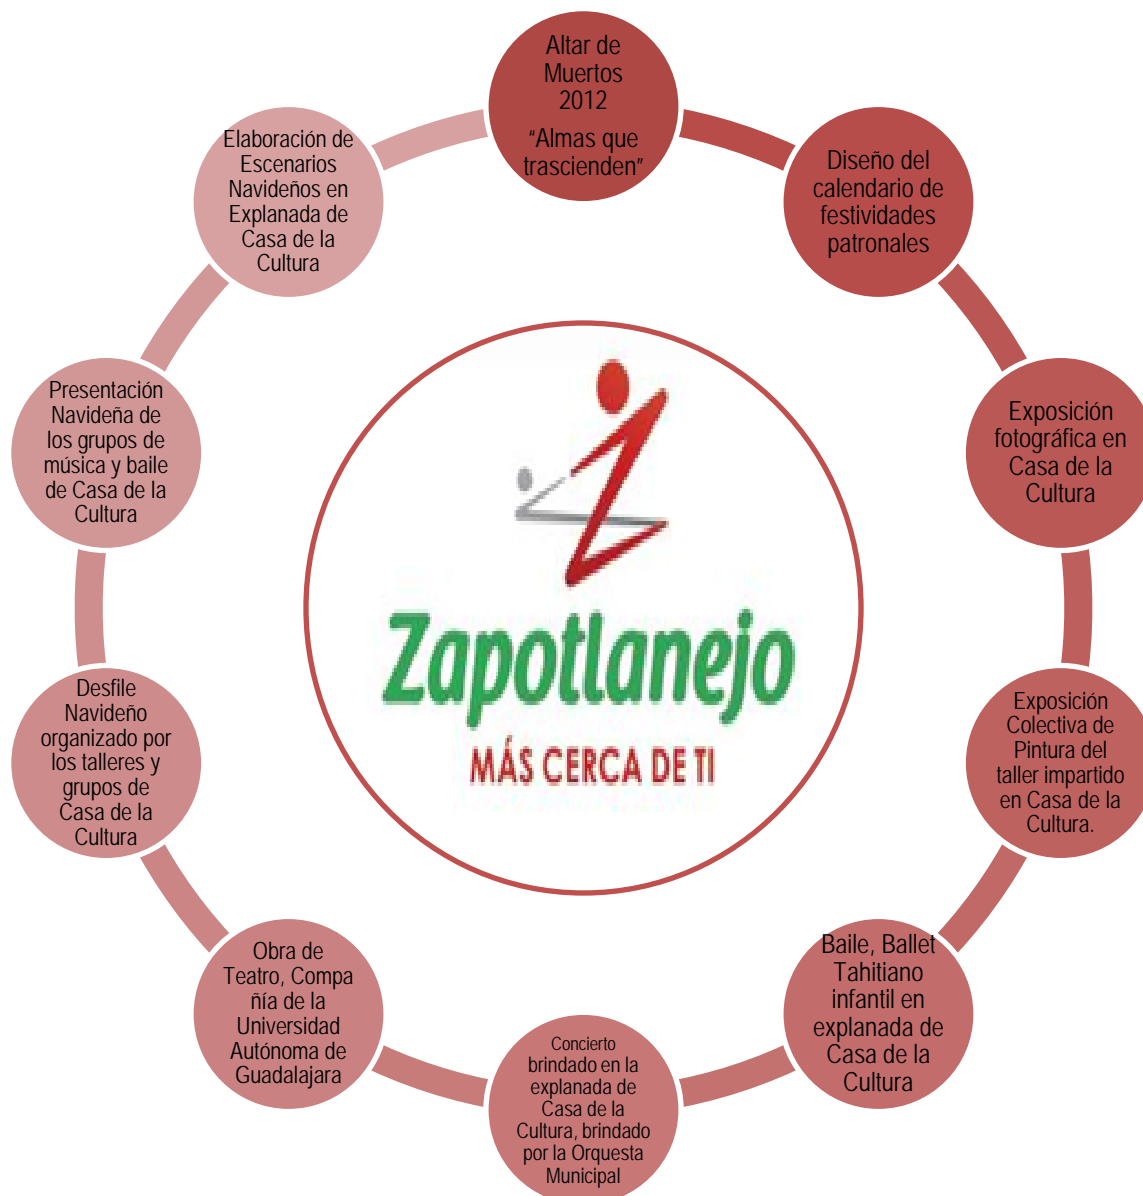 Altar de
Muertos
2012
"Almas que
trascienden"
Diseño del
calendario de
festividades
patronales
Exposición
fotográfica en
Casa de la
Cultura
Exposición
Colectiva de
Pintura del
taller impartido
en Casa de la
Cultura.
Baile, Ballet
Tahitiano
infantil en
explanada de
Casa de la
Cultura
Concierto
brindado en la
explanada de
Casa de la
Cultura, brindado
por la Orquesta
Municipal
Obra de
Teatro, Compa
ñía de la
Universidad
Autónoma de
Guadalajara
Desfile
Navideño
organizado por
los talleres y
grupos de
Casa de la
Cultura
Presentación
Navideña de
los grupos de
música y baile
de Casa de la
Cultura
Elaboración de
Escenarios
Navideños en
Explanada de
Casa de la
Cultura
Zapotlanejo
MÁS CERCA DE TI